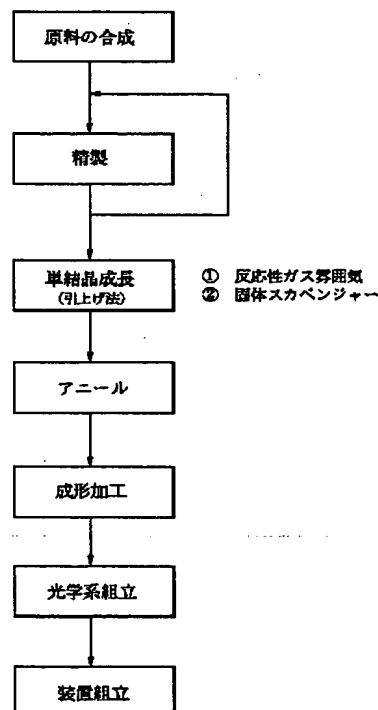 原料の合成
精製
単結晶成長
(引上げ法)
① 反応性ガス雰囲気
② 固体スカベンジャー
アニール
成形加工
光学系組立
装置組立